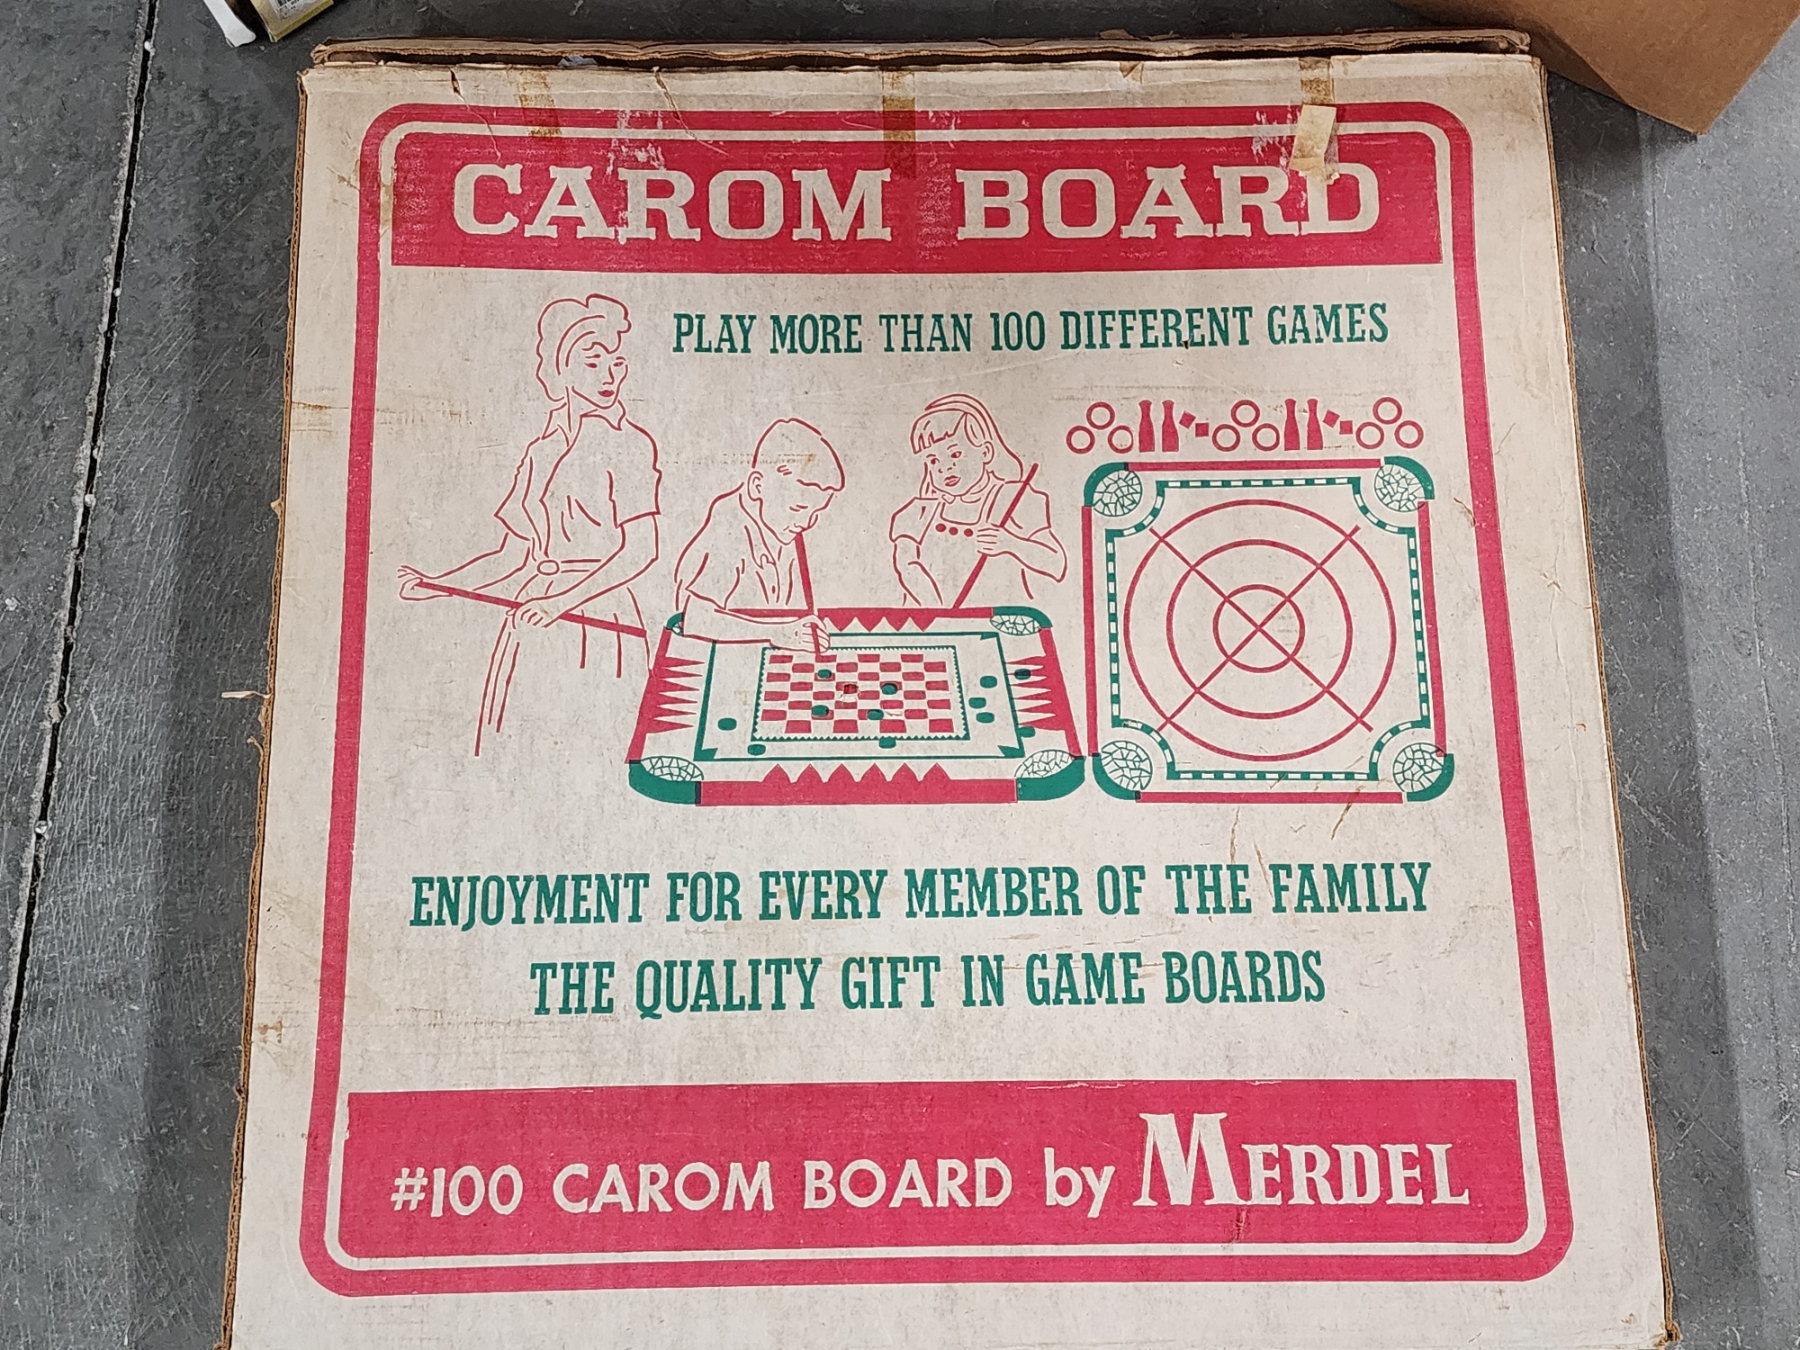 CAROM BOARD
PLAY MORE THAN 100 DIFFERENT GAMES
ENJOYMENT FOR EVERY MEMBER OF THE FAMILY
THE QUALITY GIFT IN GAME BOARDS
#100 CAROM BOARD by MERDEL